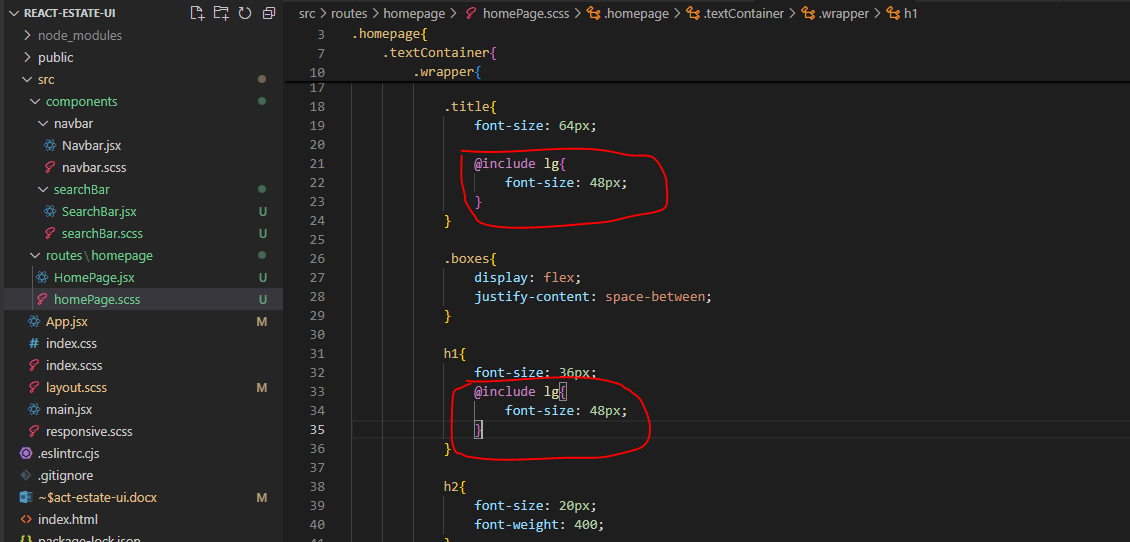 REACT-ESTATE-UI
node_modules
public
src
components
navbar
Navbar.jsx
navbar.scss
searchBar
SearchBar.jsx U
searchBar.scss U
routes\homepage
HomePage.jsx U
homePage.scss U
App.jsx M
index.css
index.scss
layout.scss M
main.jsx
responsive.scss
.eslintrc.cjs
.gitignore
~$act-estate-ui.docx M
index.html
package-lock.json
src > routes > homepage > homePage.scss > .homepage > .textContainer > .wrapper > h1
3 .homepage{
7 .textContainer{
10 .wrapper{
17
18 .title{
19 font-size: 64px;
20
21 @include lg{
22 font-size: 48px;
23 }
24 }
25
26 .boxes{
27 display: flex;
28 justify-content: space-between;
29 }
30
31 h1{
32 font-size: 36px;
33 @include lg{
34 font-size: 48px;
35 }
36 }
37
38 h2{
39 font-size: 20px;
40 font-weight: 400;
41 }